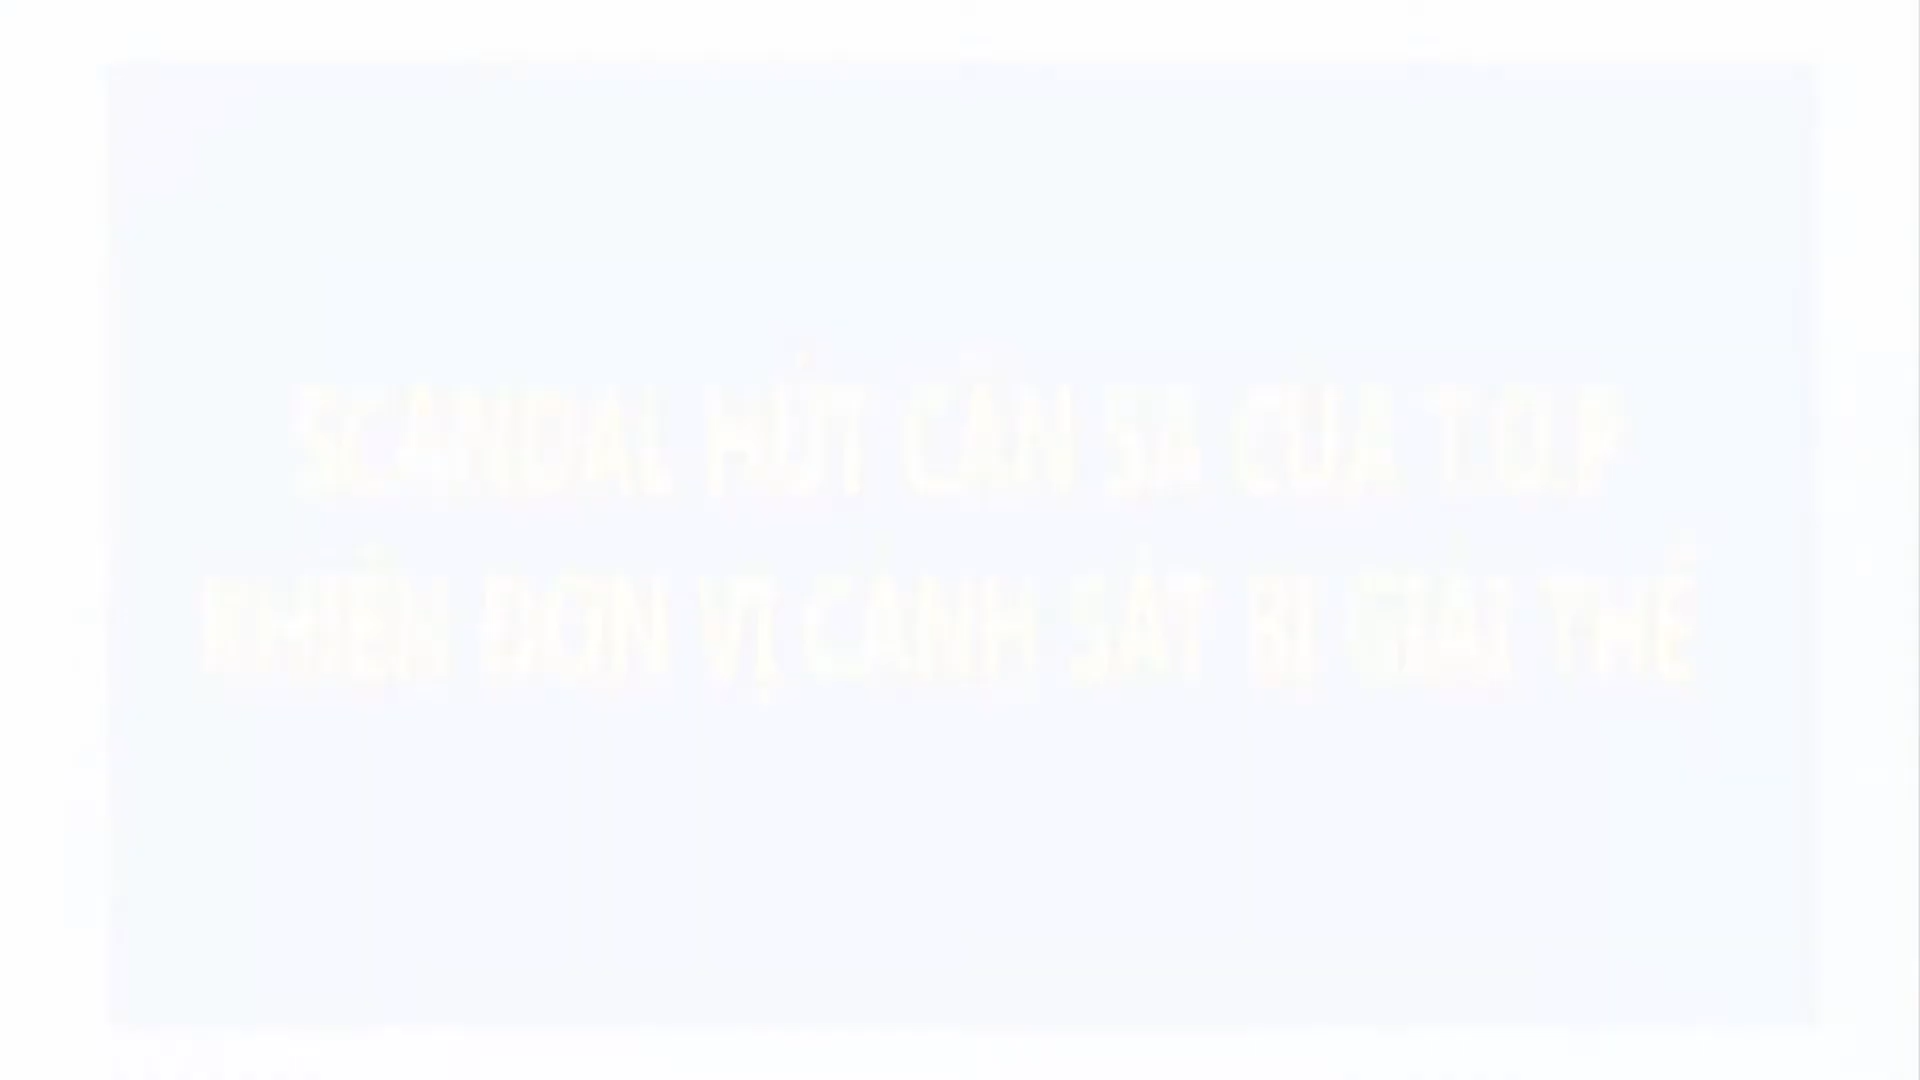 SCANDAL HÚT CẦN SA CỦA T.O.P
KHIẾN ĐƠN VỊ CẢNH SÁT BỊ GIẢI THỂ